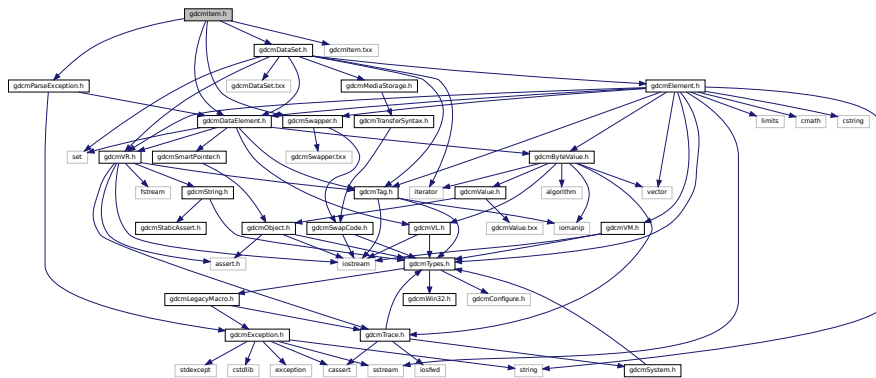 gdcmItem.h
gdcmDataSet.h
gdcmItem.txx
gdcmParseException.h
gdcmDataSet.txx
gdcmMediaStorage.h
gdcmElement.h
gdcmDataElement.h
gdcmSwapper.h
gdcmTransferSyntax.h
limits
cmath
cstring
set
gdcmVR.h
gdcmSmartPointer.h
gdcmSwapper.txx
gdcmByteValue.h
fstream
gdcmString.h
gdcmTag.h
iterator
gdcmValue.h
algorithm
vector
gdcmStaticAssert.h
gdcmObject.h
gdcmSwapCode.h
gdcmVL.h
gdcmValue.txx
iomanip
gdcmVM.h
assert.h
iostream
gdcmTypes.h
gdcmLegacyMacro.h
gdcmWin32.h
gdcmConfigure.h
gdcmException.h
gdcmTrace.h
stdexcept
cstdlib
exception
cassert
sstream
iosfwd
string
gdcmSystem.h